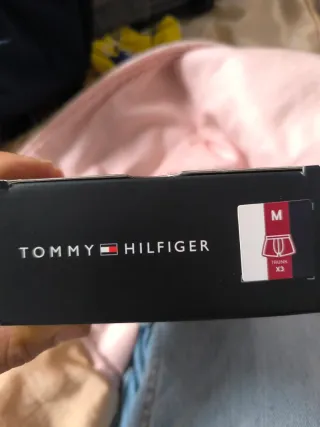 TOMMY HILFIGER
M
TRUNK
X3